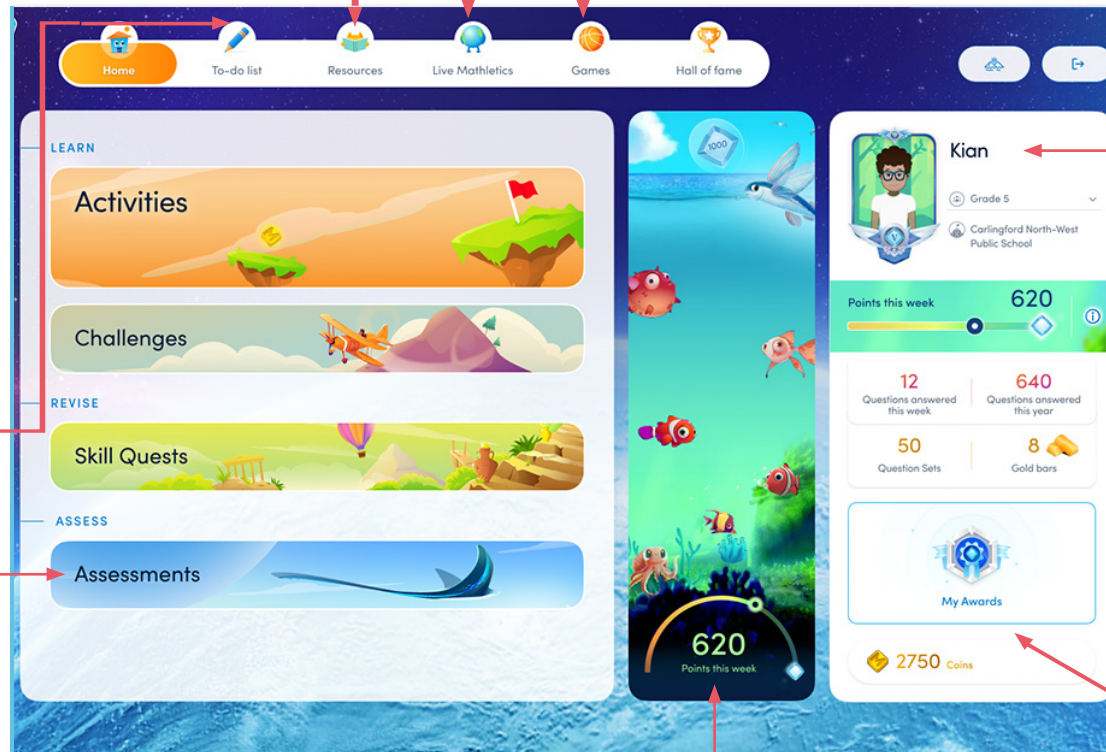 Home
To-do list
Resources
Live Mathletics
Games
Hall of fame
LEARN
Activities
Challenges
REVISE
Skill Quests
ASSESS
Assessments
1000
620
Points this week
Kian
Grade 5
Carlingford North-West
Public School
Points this week
620
12
Questions answered
this week
640
Questions answered
this year
50
Question Sets
8
Gold bars
My Awards
2750 Coins